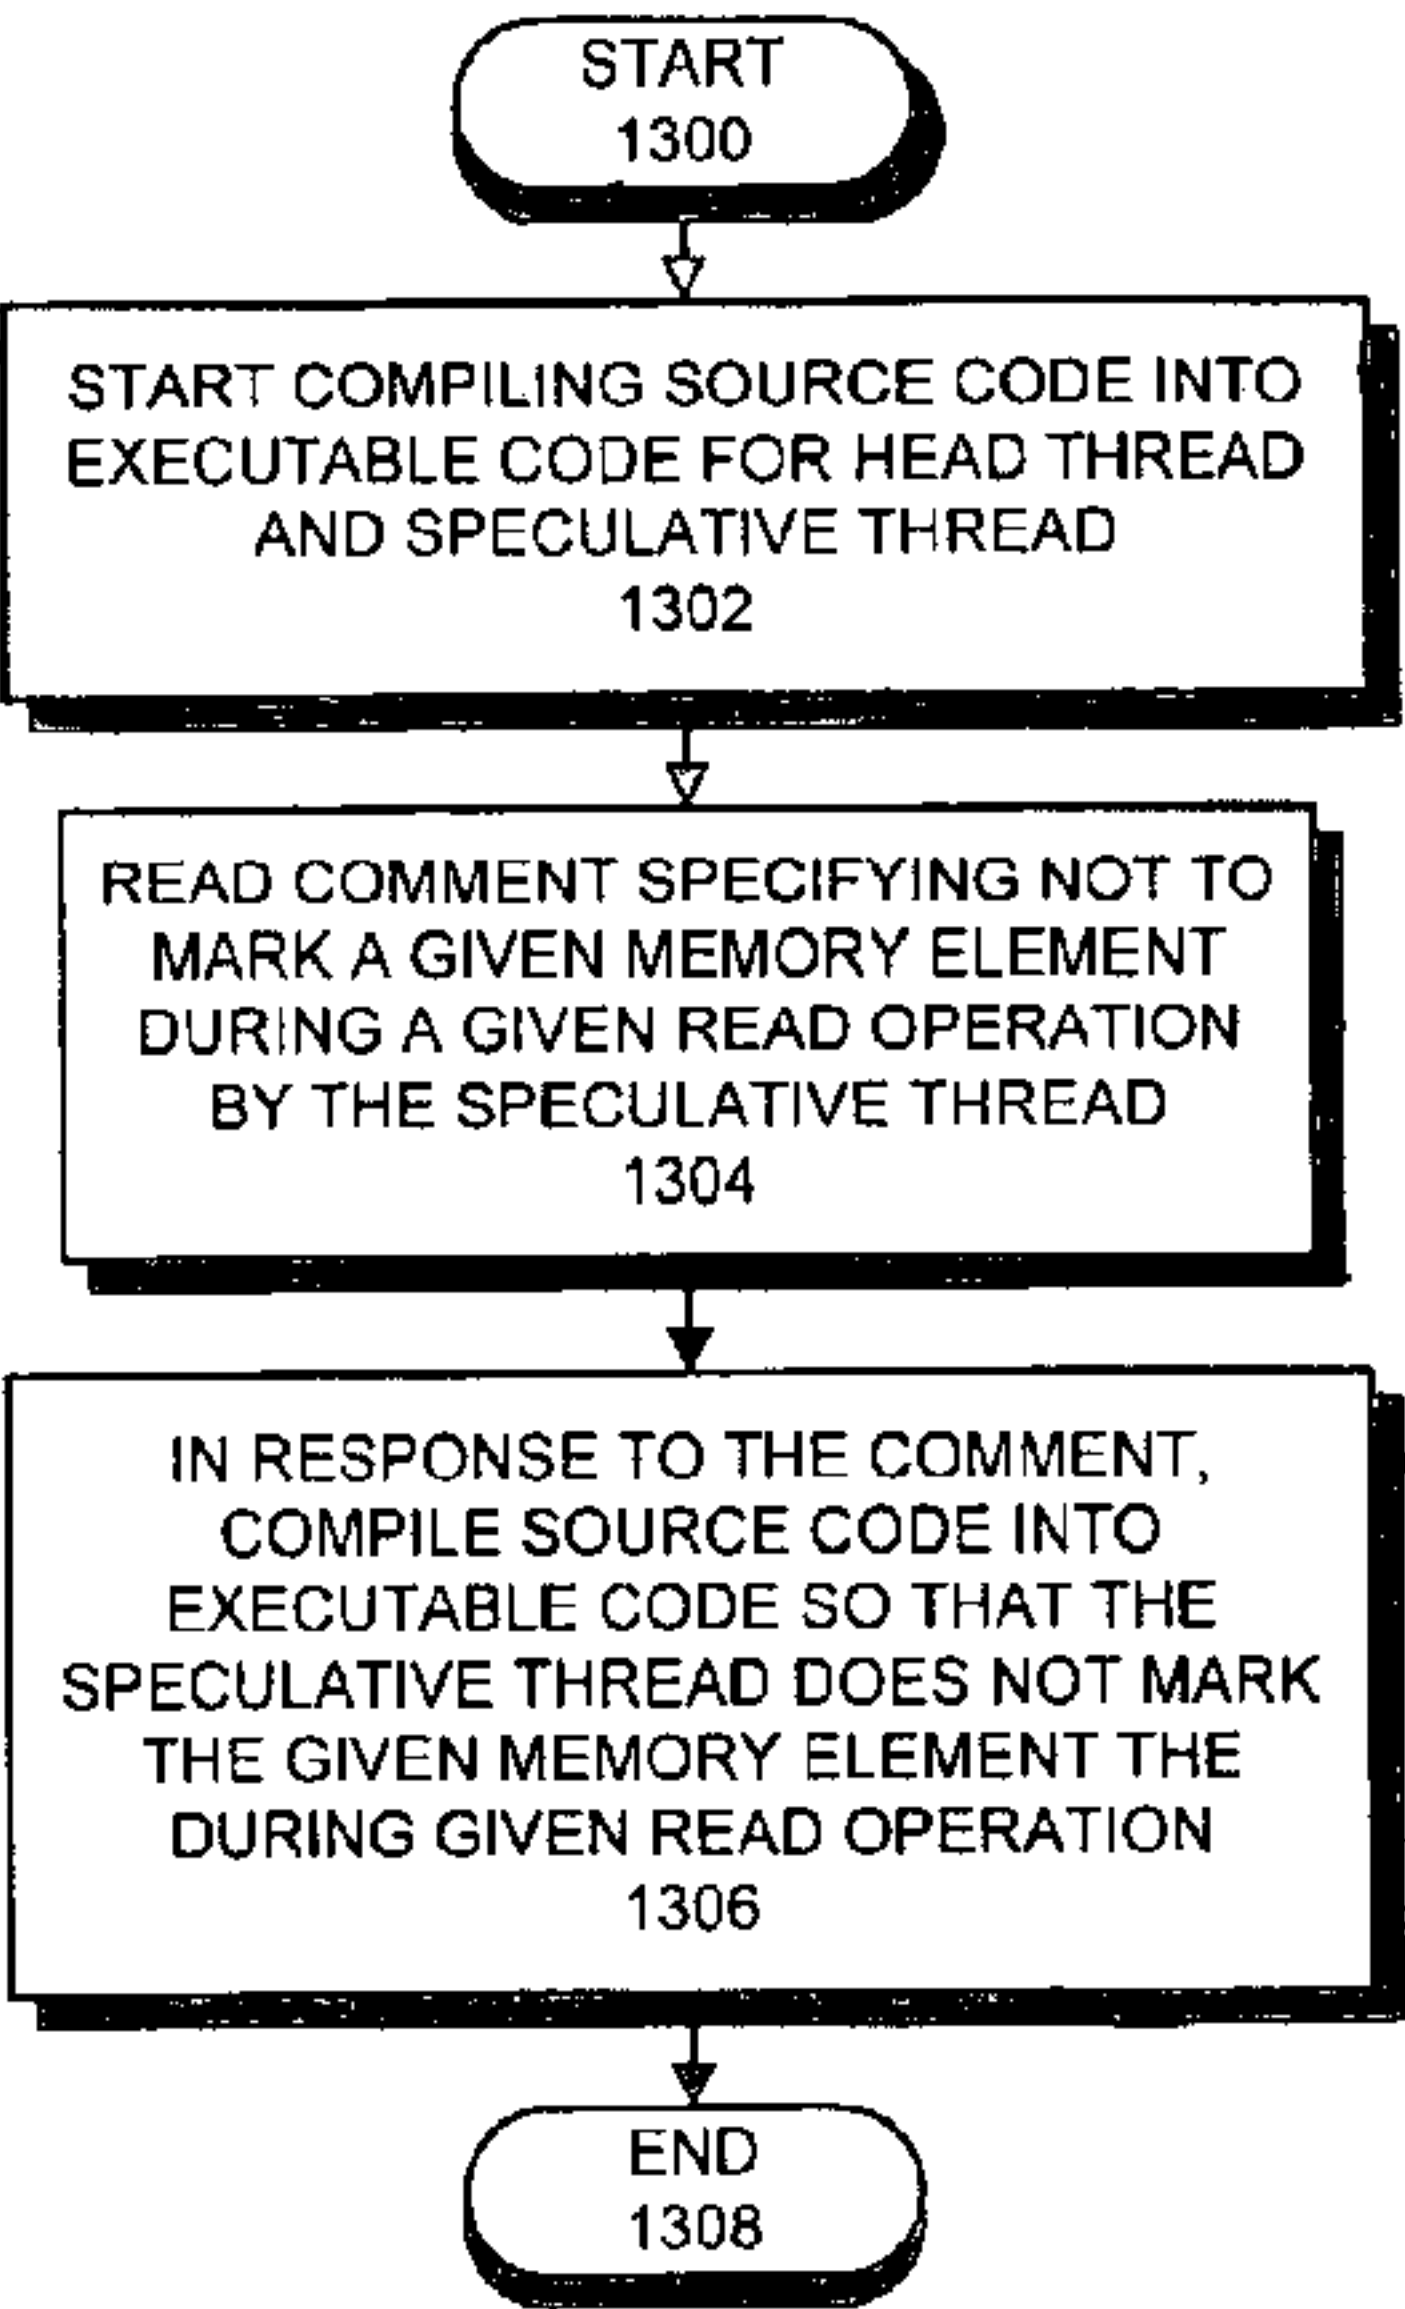 START
1300
START COMPILING SOURCE CODE INTO
EXECUTABLE CODE FOR HEAD THREAD
AND SPECULATIVE THREAD
1302
READ COMMENT SPECIFYING NOT TO
MARK A GIVEN MEMORY ELEMENT
DURING A GIVEN READ OPERATION
BY THE SPECULATIVE THREAD
1304
IN RESPONSE TO THE COMMENT,
COMPILE SOURCE CODE INTO
EXECUTABLE CODE SO THAT THE
SPECULATIVE THREAD DOES NOT MARK
THE GIVEN MEMORY ELEMENT THE
DURING GIVEN READ OPERATION
1306
END
1308